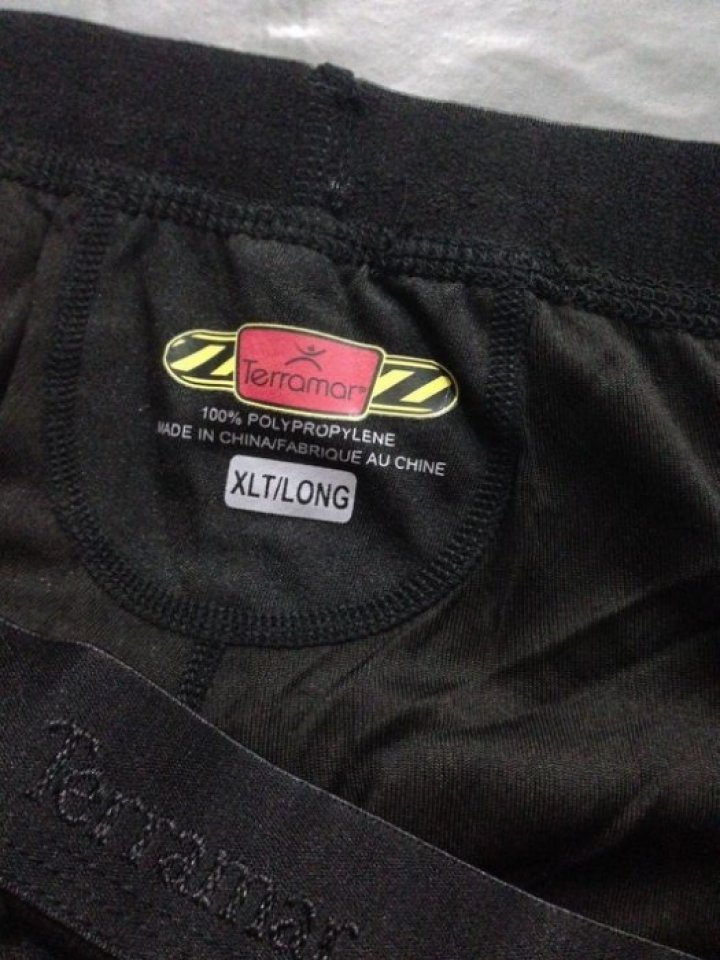 Terramar®
100% POLYPROPYLENE
MADE IN CHINA/FABRIQUE AU CHINE
XLT/LONG
Terramar